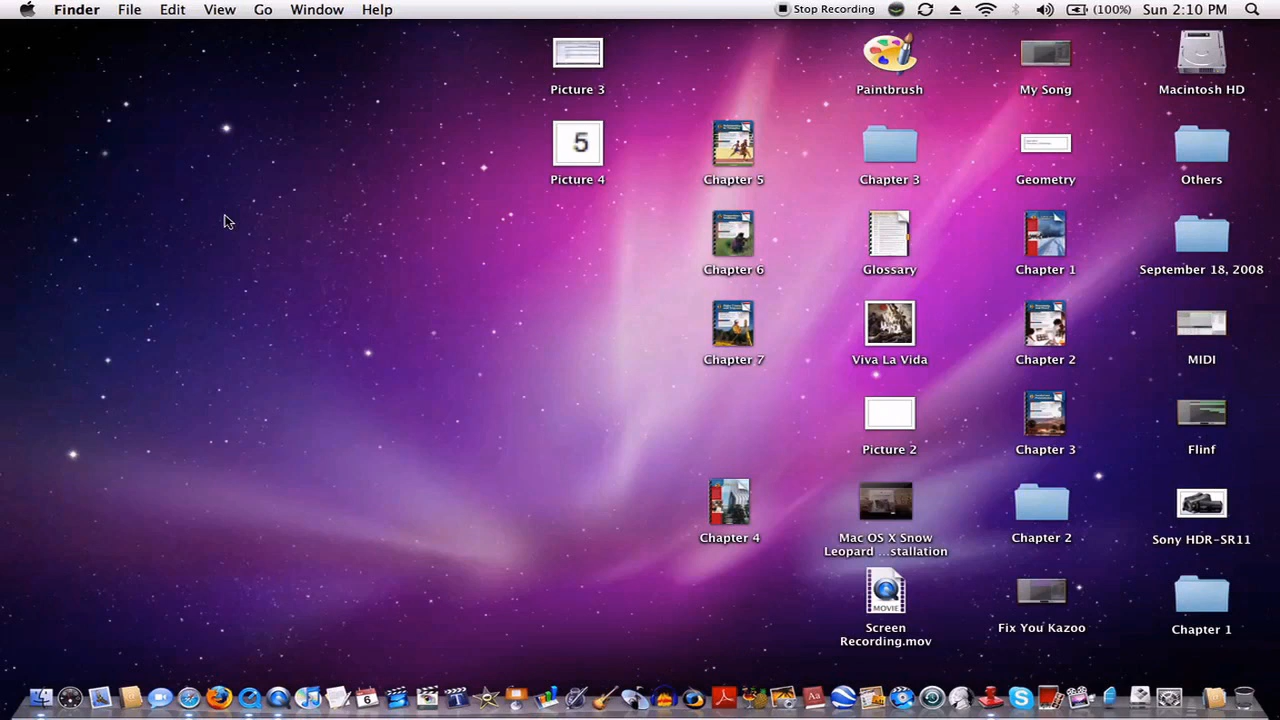 Finder File Edit View Go Window Help Stop Recording (100%) Sun 2:10 PM
Picture 3
Paintbrush
My Song
Macintosh HD
5
Picture 4
Chapter 5
Chapter 3
Geometry
Others
Chapter 6
Glossary
Chapter 1
September 18, 2008
Chapter 7
Viva La Vida
Chapter 2
MIDI
Picture 2
Chapter 3
Flinf
Chapter 4
Mac OS X Snow
Leopard ...stallation
Chapter 2
Sony HDR-SR11
MOVIE
Screen
Recording.mov
Fix You Kazoo
Chapter 1
6